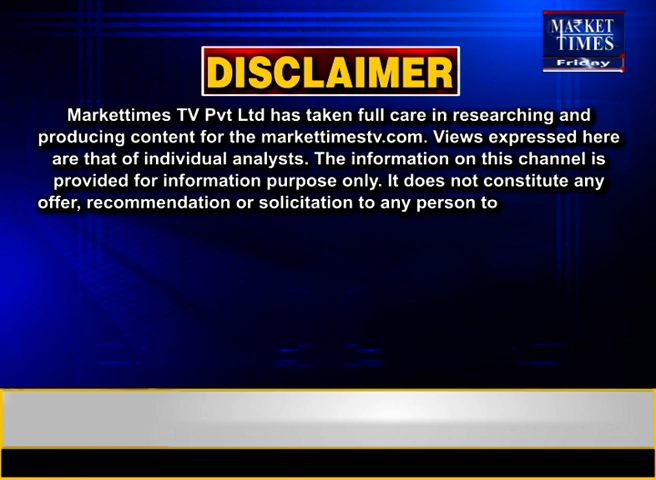 MARKET
TIMES
Friday
DISCLAIMER
Markettimes TV Pvt Ltd has taken full care in researching and
producing content for the markettimestv.com. Views expressed here
are that of individual analysts. The information on this channel is
provided for information purpose only. It does not constitute any
offer, recommendation or solicitation to any person to